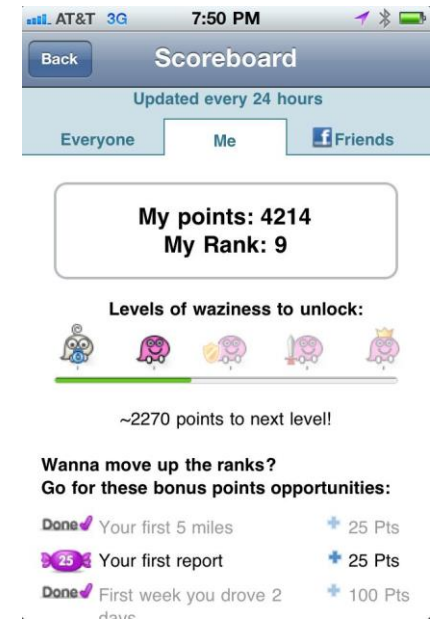 AT&T 3G 7:50 PM
Back Scoreboard
Updated every 24 hours
Everyone Me f Friends
My points: 4214
My Rank: 9
Levels of waziness to unlock:
~2270 points to next level!
Wanna move up the ranks?
Go for these bonus points opportunities:
Done Your first 5 miles + 25 Pts
25 Your first report + 25 Pts
Done First week you drove 2 + 100 Pts
days